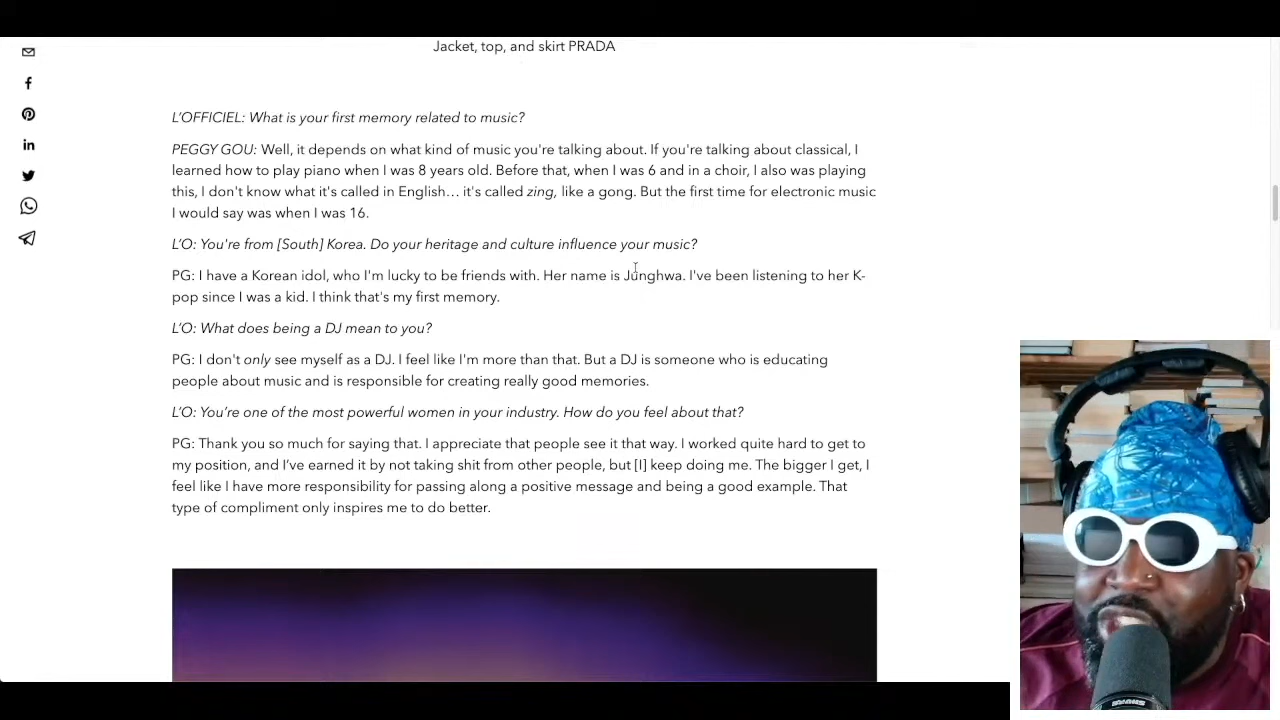 Jacket, top, and skirt PRADA
L'OFFICIEL: What is your first memory related to music?
PEGGY GOU: Well, it depends on what kind of music you're talking about. If you're talking about classical, I
learned how to play piano when I was 8 years old. Before that, when I was 6 and in a choir, I also was playing
this, I don't know what it's called in English… it's called zing, like a gong. But the first time for electronic music
I would say was when I was 16.
L'O: You're from [South] Korea. Do your heritage and culture influence your music?
PG: I have a Korean idol, who I'm lucky to be friends with. Her name is Junghwa. I've been listening to her K-
pop since I was a kid. I think that's my first memory.
L'O: What does being a DJ mean to you?
PG: I don't only see myself as a DJ. I feel like I'm more than that. But a DJ is someone who is educating
people about music and is responsible for creating really good memories.
L'O: You’re one of the most powerful women in your industry. How do you feel about that?
PG: Thank you so much for saying that. I appreciate that people see it that way. I worked quite hard to get to
my position, and I’ve earned it by not taking shit from other people, but [I] keep doing me. The bigger I get, I
feel like I have more responsibility for passing along a positive message and being a good example. That
type of compliment only inspires me to do better.
SHURE